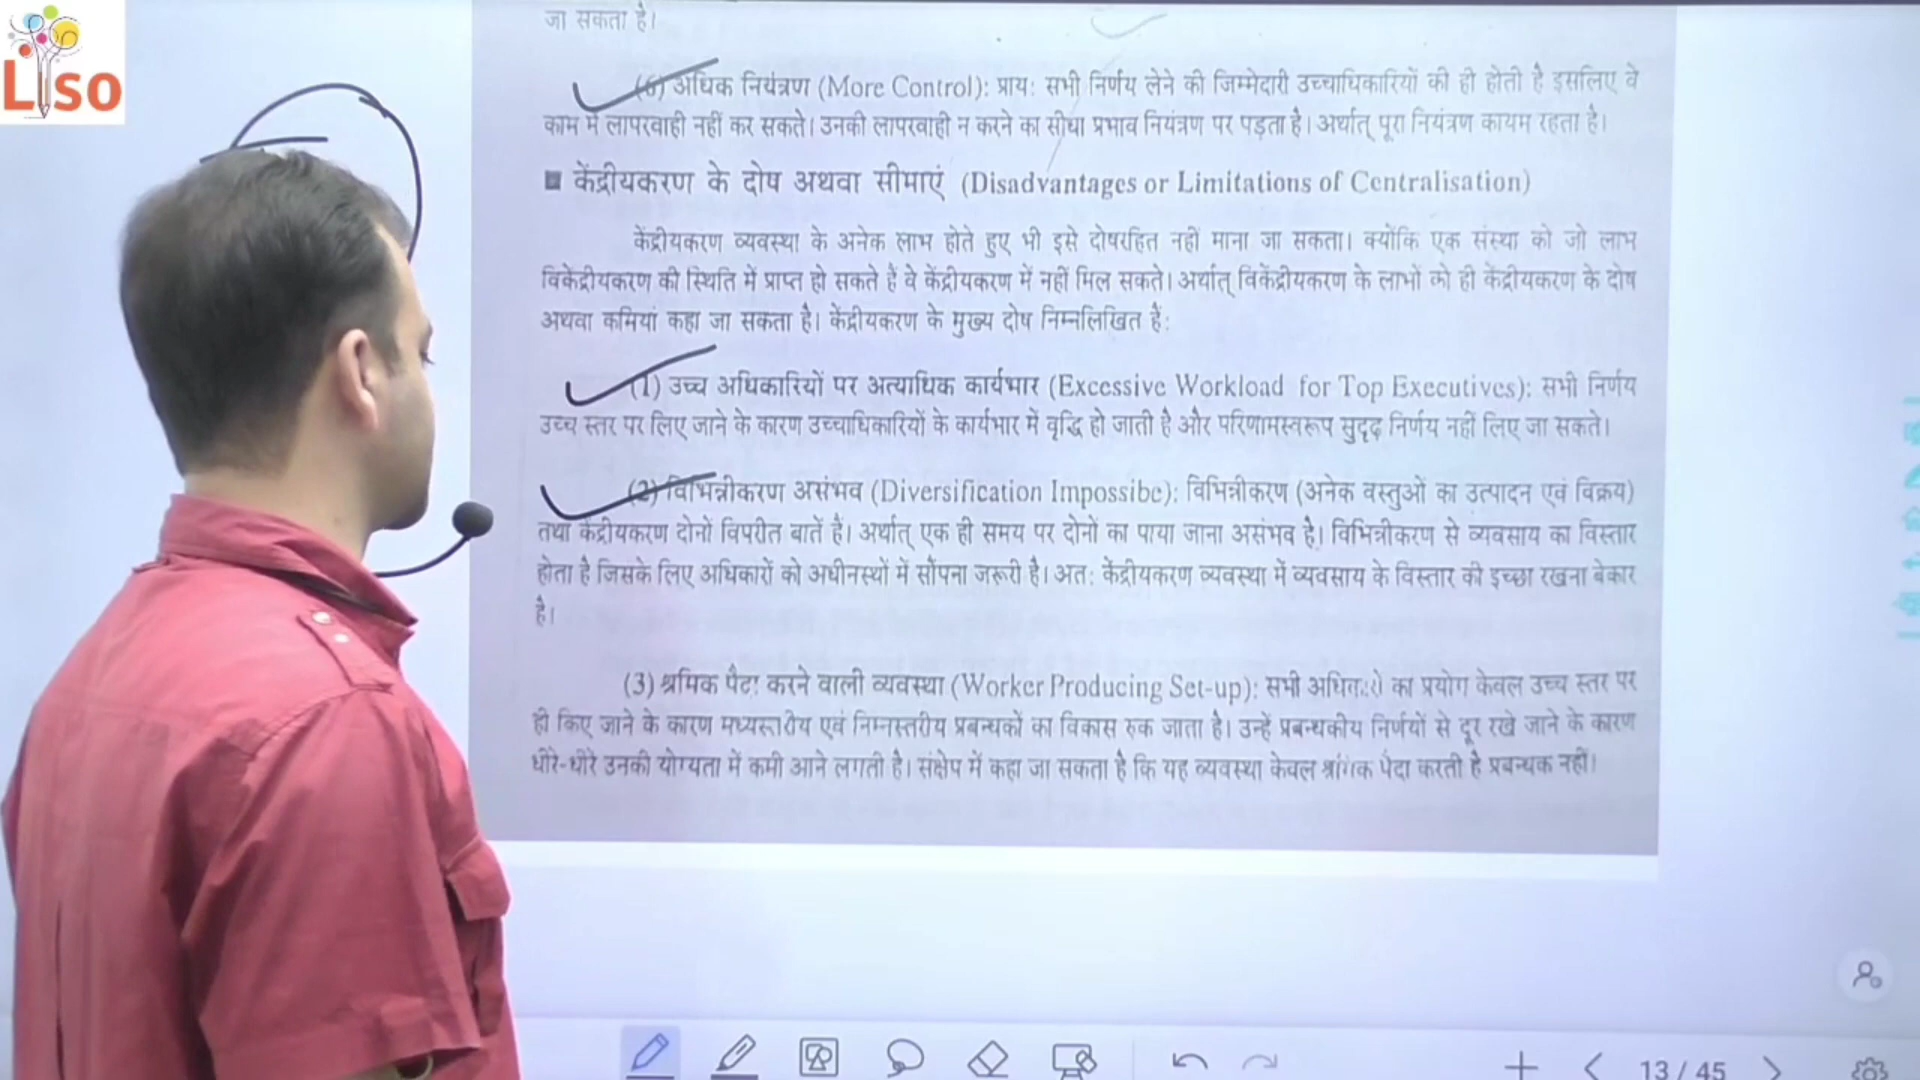 Liso
जा सकता है।
(6) अधिक नियंत्रण (More Control): प्राय: सभी निर्णय लेने की जिम्मेदारी उच्चाधिकारियों की ही होती है इसलिए वे
काम में लापरवाही नहीं कर सकते। उनकी लापरवाही न करने का सीधा प्रभाव नियंत्रण पर पड़ता है। अर्थात् पूरा नियंत्रण कायम रहता है।
■ केंद्रीयकरण के दोष अथवा सीमाएं (Disadvantages or Limitations of Centralisation)
केंद्रीयकरण व्यवस्था के अनेक लाभ होते हुए भी इसे दोषरहित नहीं माना जा सकता। क्योंकि एक संस्था को जो लाभ
विकेंद्रीयकरण की स्थिति में प्राप्त हो सकते हैं वे केंद्रीयकरण में नहीं मिल सकते। अर्थात् विकेंद्रीयकरण के लाभों को ही केंद्रीयकरण के दोष
अथवा कमियां कहा जा सकता है। केंद्रीयकरण के मुख्य दोष निम्नलिखित हैं:
(1) उच्च अधिकारियों पर अत्याधिक कार्यभार (Excessive Workload for Top Executives): सभी निर्णय
उच्च स्तर पर लिए जाने के कारण उच्चाधिकारियों के कार्यभार में वृद्धि हो जाती है और परिणामस्वरूप सुदृढ़ निर्णय नहीं लिए जा सकते।
(2) विभिन्नीकरण असंभव (Diversification Impossibe): विभिन्नीकरण (अनेक वस्तुओं का उत्पादन एवं विक्रय)
तथा केंद्रीयकरण दोनों विपरीत बातें हैं। अर्थात् एक ही समय पर दोनों का पाया जाना असंभव है। विभिन्नीकरण से व्यवसाय का विस्तार
होता है जिसके लिए अधिकारों को अधीनस्थों में सौंपना जरूरी है। अत: केंद्रीयकरण व्यवस्था में व्यवसाय के विस्तार की इच्छा रखना बेकार
है।
(3) श्रमिक पैदा करने वाली व्यवस्था (Worker Producing Set-up): सभी अधिकारों का प्रयोग केवल उच्च स्तर पर
ही किए जाने के कारण मध्यस्तरीय एवं निम्नस्तरीय प्रबन्धकों का विकास रुक जाता है। उन्हें प्रबन्धकीय निर्णयों से दूर रखे जाने के कारण
धीरे-धीरे उनकी योग्यता में कमी आने लगती है। संक्षेप में कहा जा सकता है कि यह व्यवस्था केवल श्रमिक पैदा करती है प्रबन्धक नहीं।
13 / 45